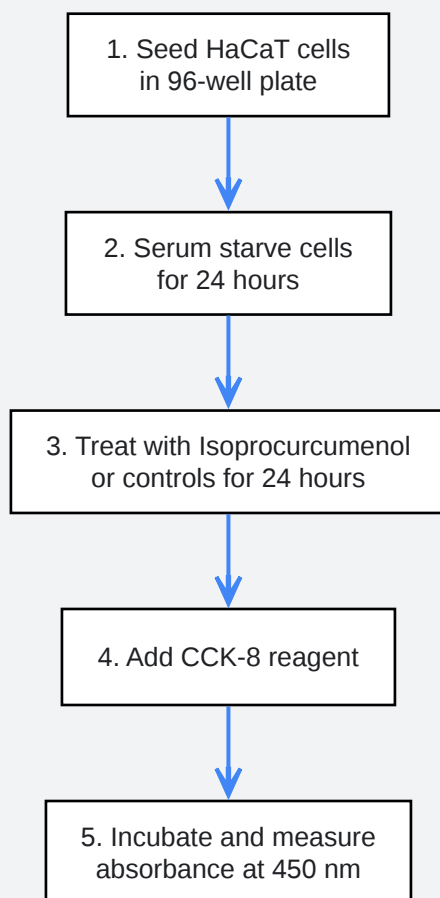 1. Seed HaCaT cells
in 96-well plate
2. Serum starve cells
for 24 hours
3. Treat with Isoprocurcumenol
or controls for 24 hours
4. Add CCK-8 reagent
5. Incubate and measure
absorbance at 450 nm